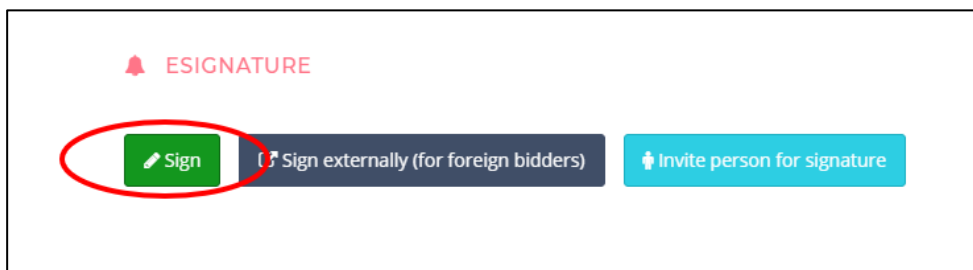 ESIGNATURE
Sign Sign externally (for foreign bidders) Invite person for signature